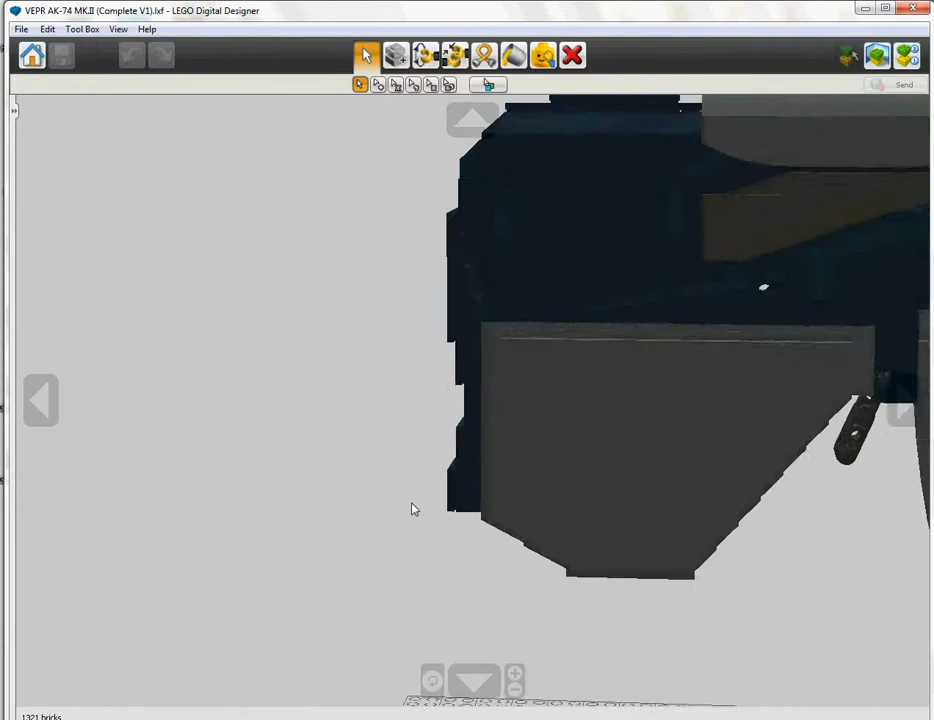 VEPR AK-74 MK.II (Complete V1).lxf - LEGO Digital Designer
File Edit Tool Box View Help
Send
1321 bricks